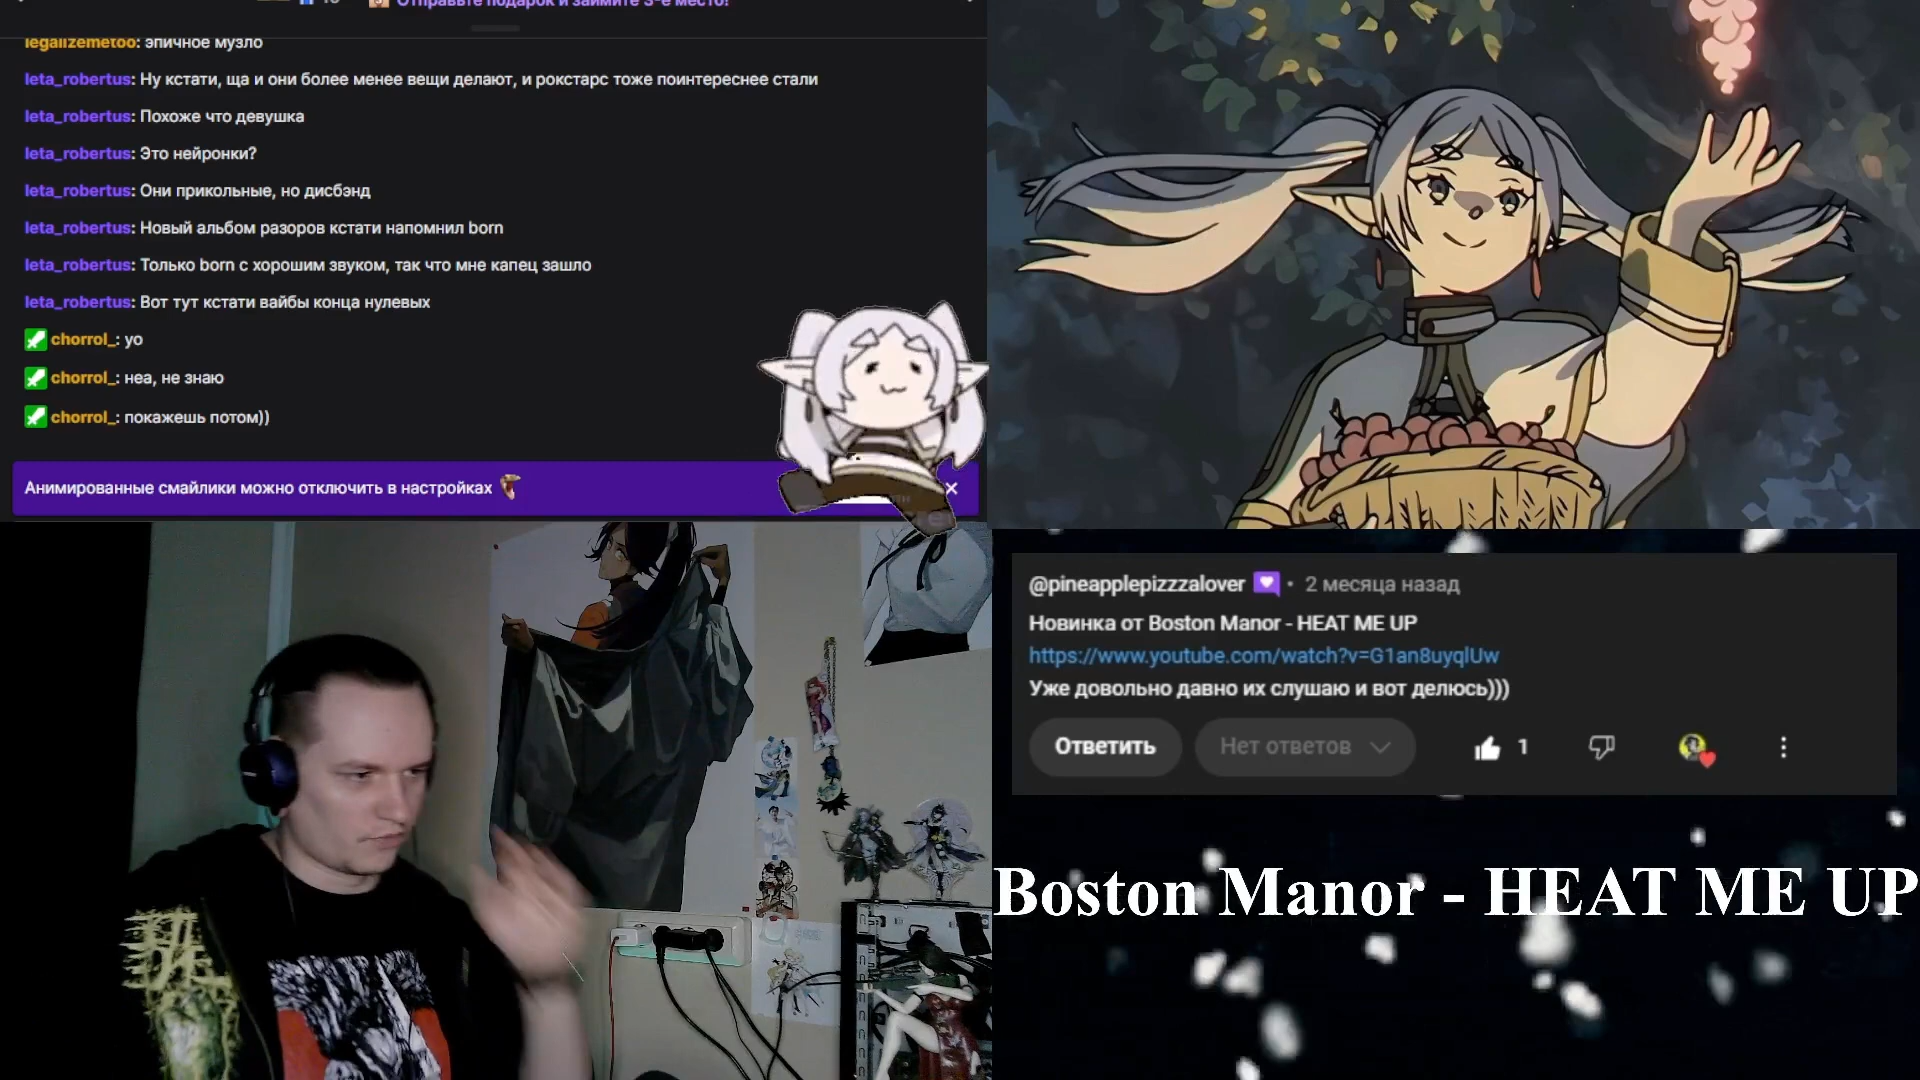 Отправьте подарок и займите 3-е место!
legalizemetoo: эпичное музло
leta_robertus: Ну кстати, ща и они более менее вещи делают, и рокстарс тоже поинтереснее стали
leta_robertus: Похоже что девушка
leta_robertus: Это нейронки?
leta_robertus: Они прикольные, но дисбэнд
leta_robertus: Новый альбом разоров кстати напомнил born
leta_robertus: Только born с хорошим звуком, так что мне капец зашло
leta_robertus: Вот тут кстати вайбы конца нулевых
chorrol_: yo
chorrol_: неа, не знаю
chorrol_: покажешь потом))
Анимированные смайлики можно отключить в настройках
@pineapplepizzzalover • 2 месяца назад
Новинка от Boston Manor - HEAT ME UP
https://www.youtube.com/watch?v=G1an8uyqlUw
Уже довольно давно их слушаю и вот делюсь)))
Ответить Нет ответов 1
Boston Manor - HEAT ME UP